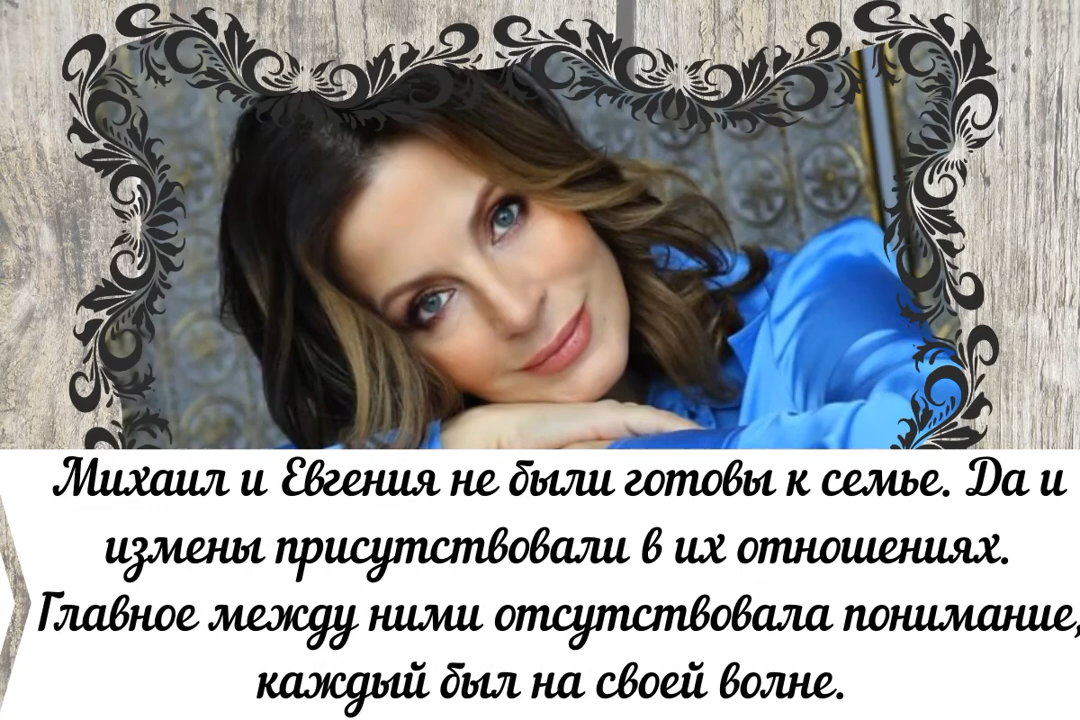 Михаил и Евгения не были готовы к семье. Да и
измены присутствовали в их отношениях.
Главное между ними отсутствовала понимание,
каждый был на своей волне.